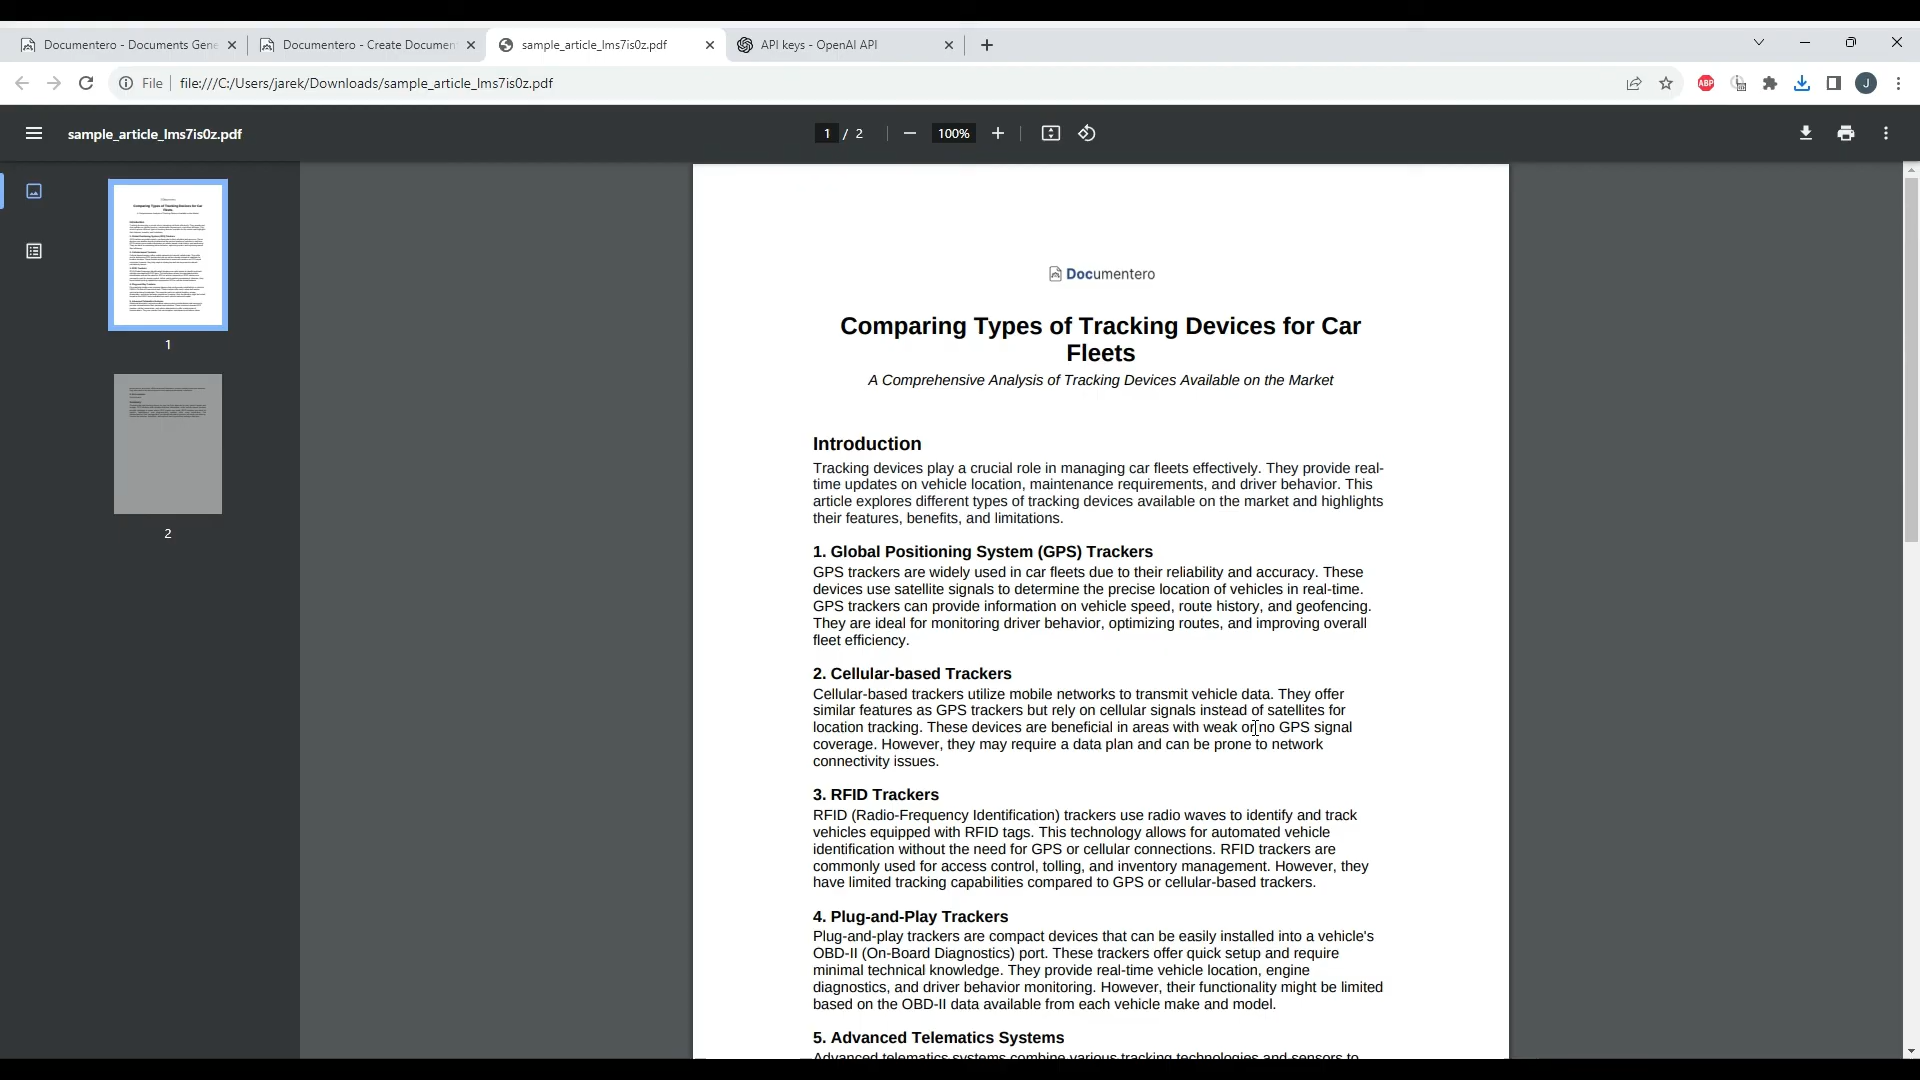 Documentero - Documents Gene
Documentero - Create Documen
sample_article_lms7is0z.pdf
API keys - OpenAI API
File
file:///C:/Users/jarek/Downloads/sample_article_lms7is0z.pdf
ABP
J
sample_article_lms7is0z.pdf
1 / 2
100%
1
2
Documentero
Comparing Types of Tracking Devices for Car
Fleets
A Comprehensive Analysis of Tracking Devices Available on the Market
Introduction
Tracking devices play a crucial role in managing car fleets effectively. They provide real-
time updates on vehicle location, maintenance requirements, and driver behavior. This
article explores different types of tracking devices available on the market and highlights
their features, benefits, and limitations.
1. Global Positioning System (GPS) Trackers
GPS trackers are widely used in car fleets due to their reliability and accuracy. These
devices use satellite signals to determine the precise location of vehicles in real-time.
GPS trackers can provide information on vehicle speed, route history, and geofencing.
They are ideal for monitoring driver behavior, optimizing routes, and improving overall
fleet efficiency.
2. Cellular-based Trackers
Cellular-based trackers utilize mobile networks to transmit vehicle data. They offer
similar features as GPS trackers but rely on cellular signals instead of satellites for
location tracking. These devices are beneficial in areas with weak or no GPS signal
coverage. However, they may require a data plan and can be prone to network
connectivity issues.
3. RFID Trackers
RFID (Radio-Frequency Identification) trackers use radio waves to identify and track
vehicles equipped with RFID tags. This technology allows for automated vehicle
identification without the need for GPS or cellular connections. RFID trackers are
commonly used for access control, tolling, and inventory management. However, they
have limited tracking capabilities compared to GPS or cellular-based trackers.
4. Plug-and-Play Trackers
Plug-and-play trackers are compact devices that can be easily installed into a vehicle's
OBD-II (On-Board Diagnostics) port. These trackers offer quick setup and require
minimal technical knowledge. They provide real-time vehicle location, engine
diagnostics, and driver behavior monitoring. However, their functionality might be limited
based on the OBD-II data available from each vehicle make and model.
5. Advanced Telematics Systems
Advanced telematics systems combine various tracking technologies and sensors to